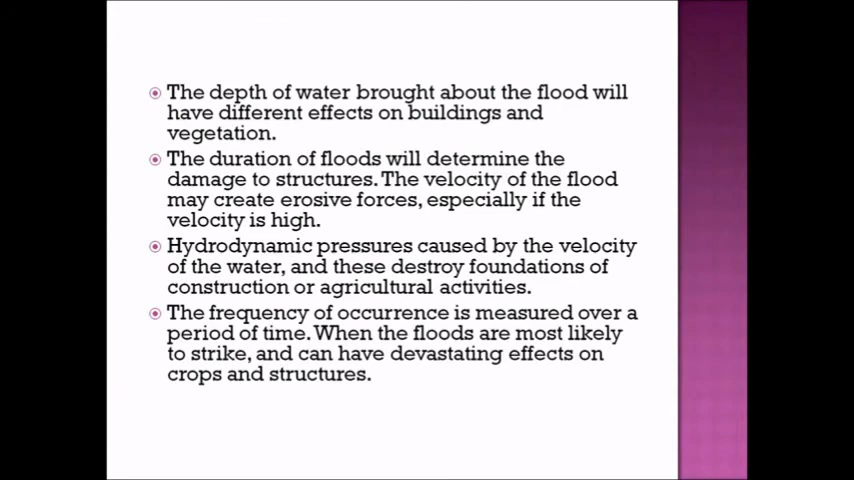 The depth of water brought about the flood will
have different effects on buildings and
vegetation.
The duration of floods will determine the
damage to structures. The velocity of the flood
may create erosive forces, especially if the
velocity is high.
Hydrodynamic pressures caused by the velocity
of the water, and these destroy foundations of
construction or agricultural activities.
The frequency of occurrence is measured over a
period of time. When the floods are most likely
to strike, and can have devastating effects on
crops and structures.